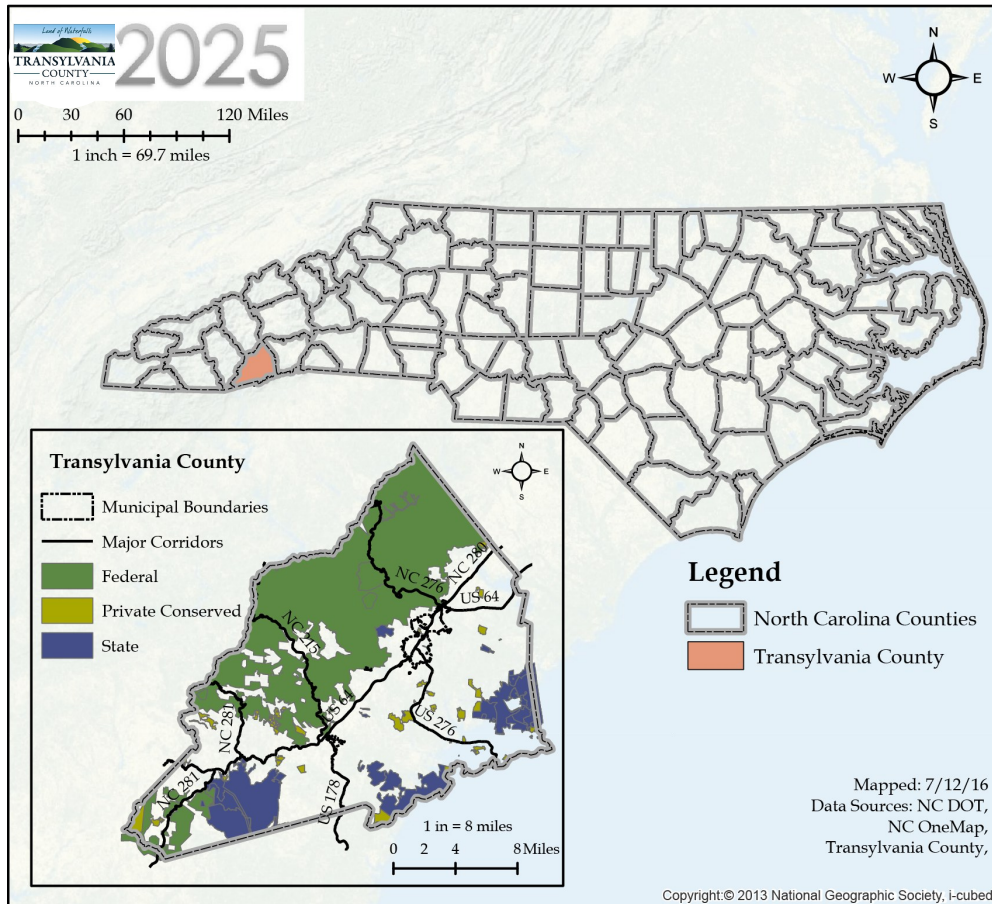 Land of Waterfalls
TRANSYLVANIA
COUNTY
NORTH CAROLINA
2025
0 30 60 120 Miles
1 inch = 69.7 miles
N
W E
S
Transylvania County
Municipal Boundaries
Major Corridors
Federal
Private Conserved
State
N
W E
S
NC 276
NC 280
US 64
NC 215
US 64
NC 281
US 276
NC 281
US 178
1 in = 8 miles
0 2 4 8 Miles
Legend
North Carolina Counties
Transylvania County
Mapped: 7/12/16
Data Sources: NC DOT,
NC OneMap,
Transylvania County,
Copyright:© 2013 National Geographic Society, i-cubed